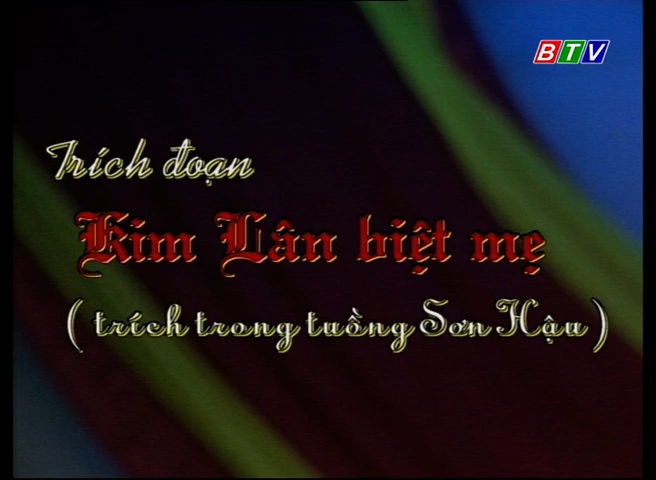 BTV
Trích đoạn
Kim Lân biệt mẹ
( trích trong tuồng Sơn Hậu )